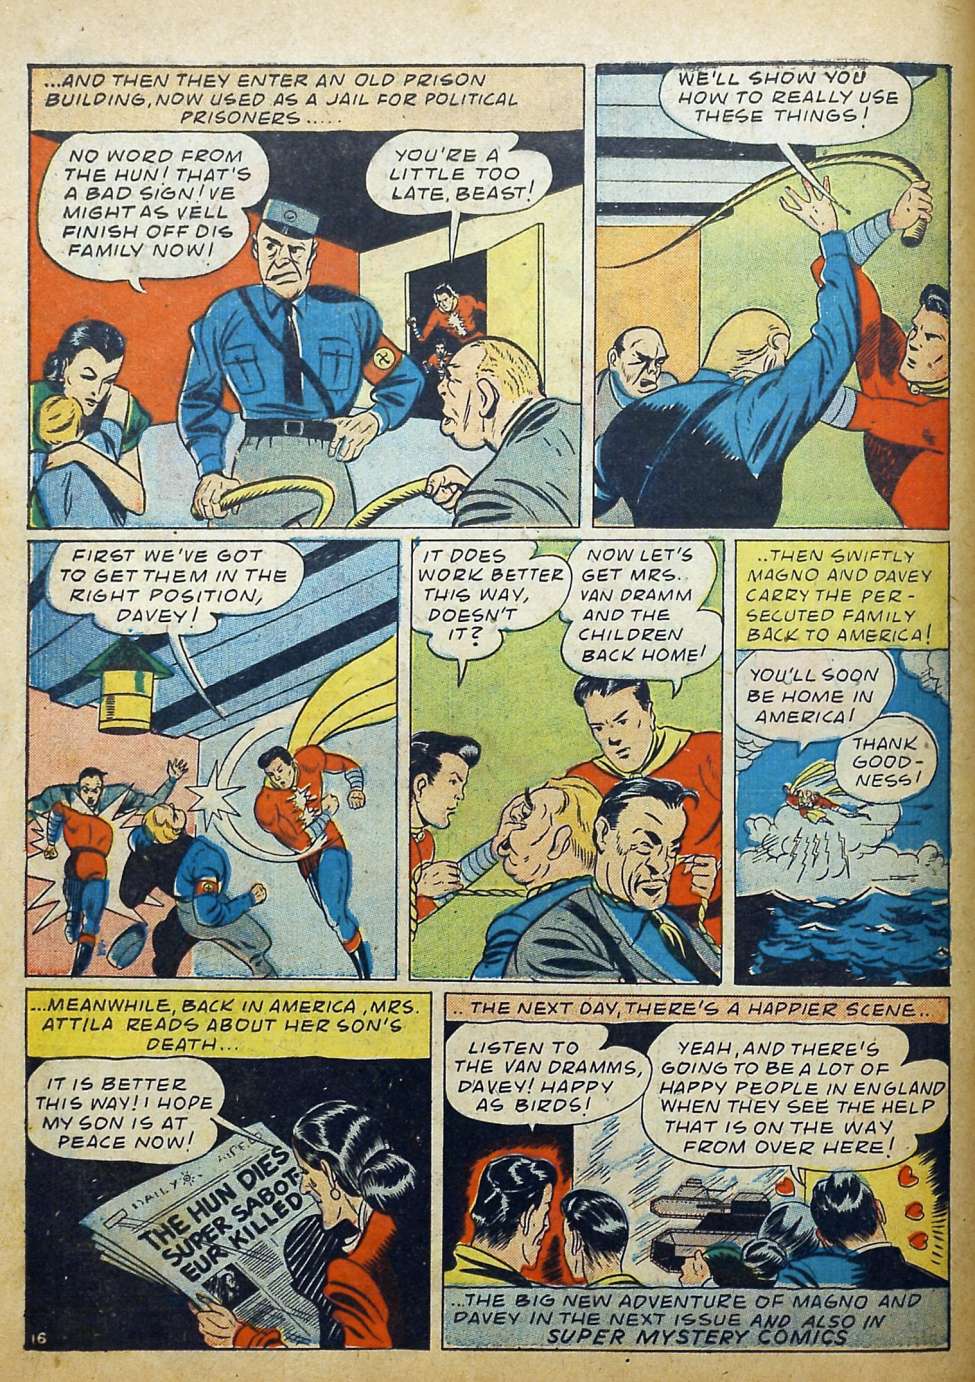 ...AND THEN THEY ENTER AN OLD PRISON
BUILDING, NOW USED AS A JAIL FOR POLITICAL
PRISONERS.....
NO WORD FROM
THE HUN! THAT'S
A BAD SIGN! VE
MIGHT AS VELL
FINISH OFF DIS
FAMILY NOW!
YOU'RE A
LITTLE TOO
LATE, BEAST!
WE'LL SHOW YOU
HOW TO REALLY USE
THESE THINGS!
FIRST WE'VE GOT
TO GET THEM IN THE
RIGHT POSITION,
DAVEY!
IT DOES
WORK BETTER
THIS WAY,
DOESN'T
IT?
NOW LET'S
GET MRS.
VAN DRAMM
AND THE
CHILDREN
BACK HOME!
..THEN SWIFTLY
MAGNO AND DAVEY
CARRY THE PER-
SECUTED FAMILY
BACK TO AMERICA!
YOU'LL SOON
BE HOME IN
AMERICA!
THANK
GOOD-
NESS!
...MEANWHILE, BACK IN AMERICA, MRS.
ATTILA READS ABOUT HER SON'S
DEATH...
IT IS BETTER
THIS WAY! I HOPE
MY SON IS AT
PEACE NOW!
DAILY
THE HUN DIES
SUPER SABOT-
EUR KILLED
16
.. THE NEXT DAY, THERE'S A HAPPIER SCENE..
LISTEN TO
THE VAN DRAMMS,
DAVEY! HAPPY
AS BIRDS!
YEAH, AND THERE'S
GOING TO BE A LOT OF
HAPPY PEOPLE IN ENGLAND
WHEN THEY SEE THE HELP
THAT IS ON THE WAY
FROM OVER HERE!
...THE BIG NEW ADVENTURE OF MAGNO AND
DAVEY IN THE NEXT ISSUE AND ALSO IN
SUPER MYSTERY COMICS